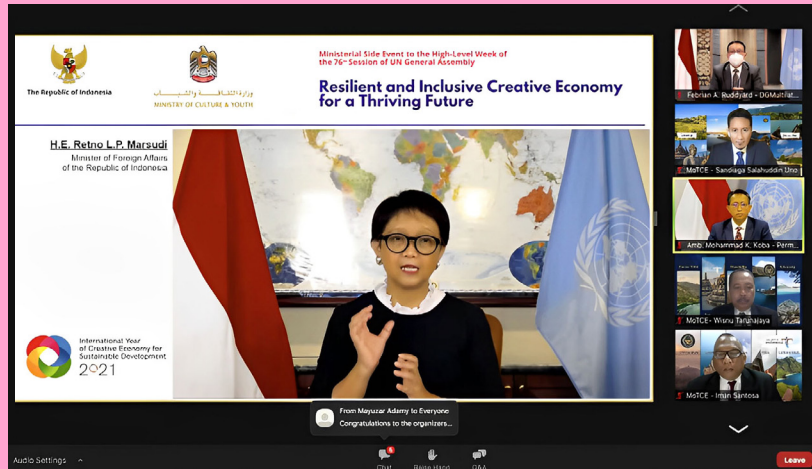 The Republic of Indonesia
وزارة الثقافـــة والشبـــاب
MINISTRY OF CULTURE & YOUTH
Ministerial Side Event to the High-Level Week of
the 76th Session of UN General Assembly
Resilient and Inclusive Creative Economy
for a Thriving Future
H.E. Retno L.P. Marsudi
Minister of Foreign Affairs
of the Republic of Indonesia
International Year
of Creative Economy for
Sustainable Development
2021
Febrian A. Ruddyard - DGMultilat...
MoTCE - Sandiaga Salahuddin Uno
Amb. Mohammad K. Koba - Perm...
MoTCE- Wisnu Tarunajaya
MoTCE - Iman Santosa
From Mayuzar Adamy to Everyone
Congratulations to the organizers...
Audio Settings
Chat
Raise Hand
Q&A
Leave